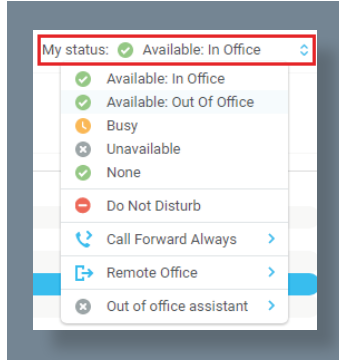 My status: Available: In Office
Available: In Office
Available: Out Of Office
Busy
Unavailable
None
Do Not Disturb
Call Forward Always
Remote Office
Out of office assistant